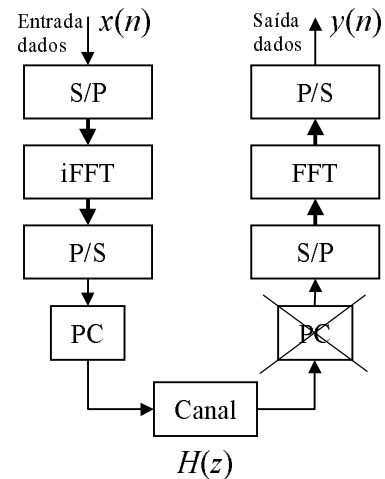 Entrada x(n)
dados
S/P
iFFT
P/S
PC
Canal
H(z)
Saída y(n)
dados
P/S
FFT
S/P
PC